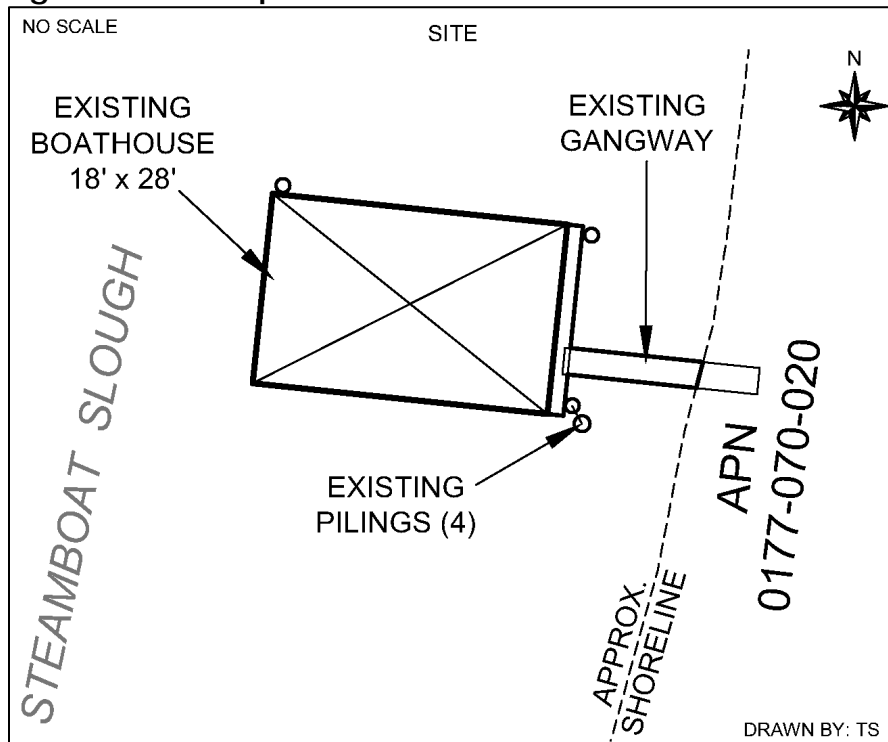 NO SCALE
SITE
N
EXISTING
BOATHOUSE
18' x 28'
EXISTING
GANGWAY
STEAMBOAT SLOUGH
EXISTING
PILINGS (4)
APN
0177-070-020
APPROX.
SHORELINE
DRAWN BY: TS